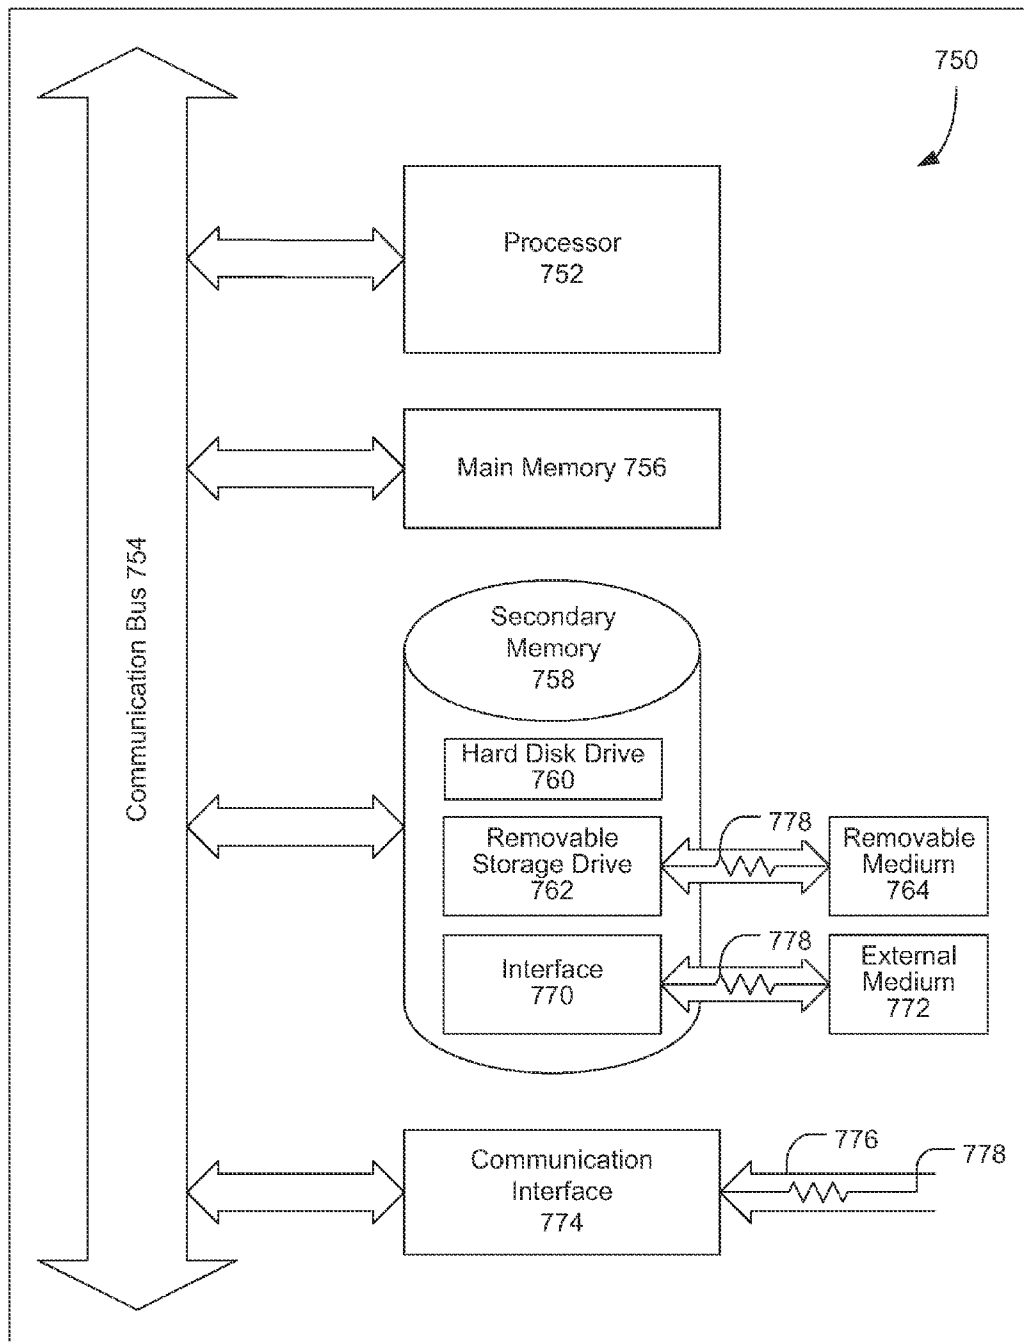 750
Processor
752
Main Memory 756
Communication Bus 754
Secondary
Memory
758
Hard Disk Drive
760
Removable
Storage Drive
762
778
Removable
Medium
764
Interface
770
778
External
Medium
772
Communication
Interface
774
776
778